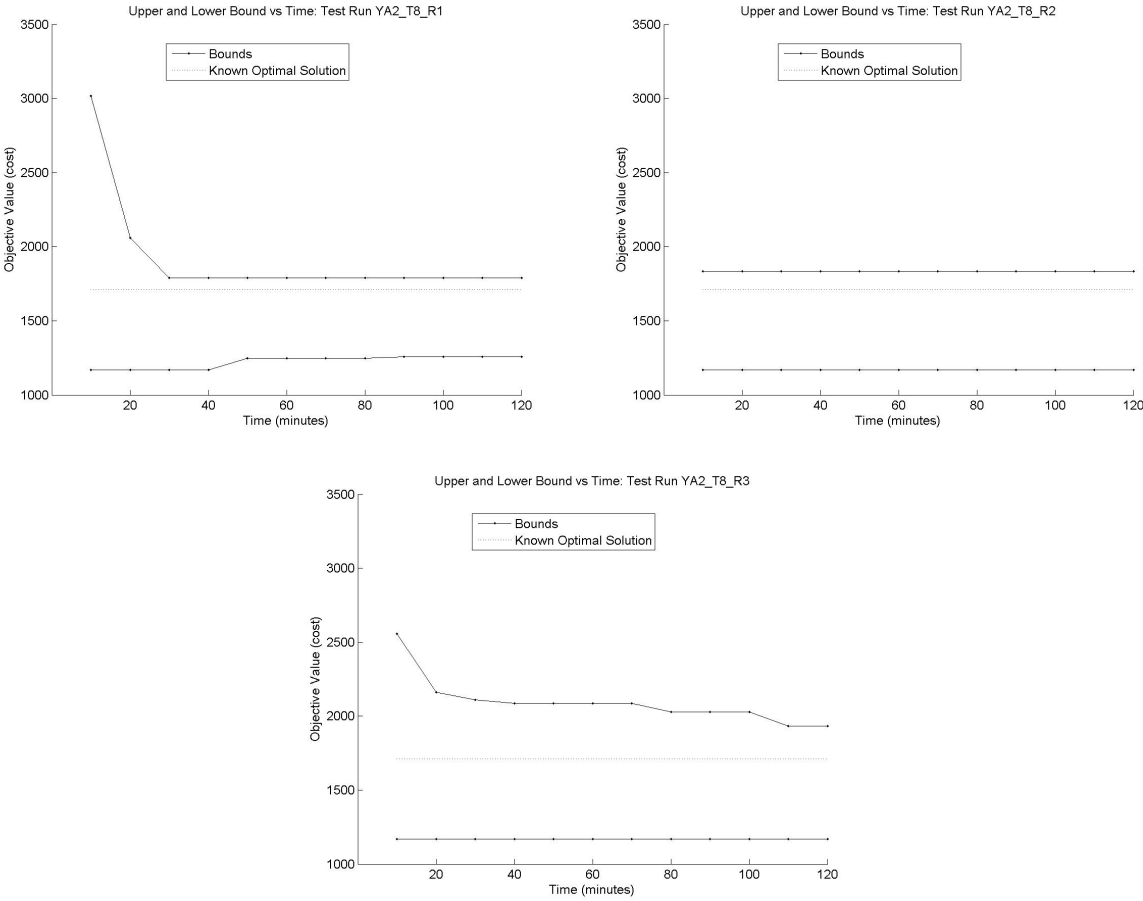 Upper and Lower Bound vs Time: Test Run YA2_T8_R1
3500
3000
2500
2000
1500
1000
Objective Value (cost)
Bounds
Known Optimal Solution
20 40 60 80 100 120
Time (minutes)
Upper and Lower Bound vs Time: Test Run YA2_T8_R2
3500
3000
2500
2000
1500
1000
Objective Value (cost)
Bounds
Known Optimal Solution
20 40 60 80 100 120
Time (minutes)
Upper and Lower Bound vs Time: Test Run YA2_T8_R3
3500
3000
2500
2000
1500
1000
Objective Value (cost)
Bounds
Known Optimal Solution
20 40 60 80 100 120
Time (minutes)